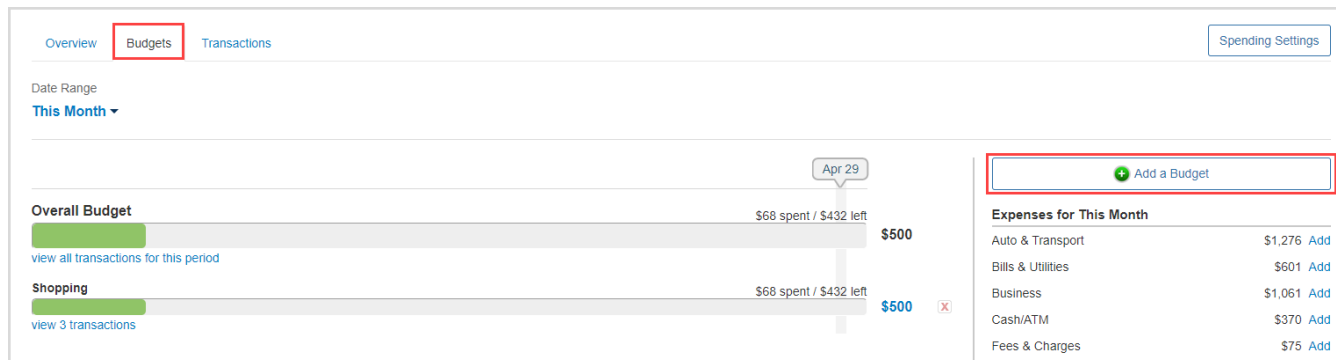 Overview Budgets Transactions Spending Settings
Date Range
This Month
Apr 29
Overall Budget
$68 spent / $432 left
$500
view all transactions for this period
Shopping
$68 spent / $432 left
$500 X
view 3 transactions
Add a Budget
Expenses for This Month
Auto & Transport $1,276 Add
Bills & Utilities $601 Add
Business $1,061 Add
Cash/ATM $370 Add
Fees & Charges $75 Add